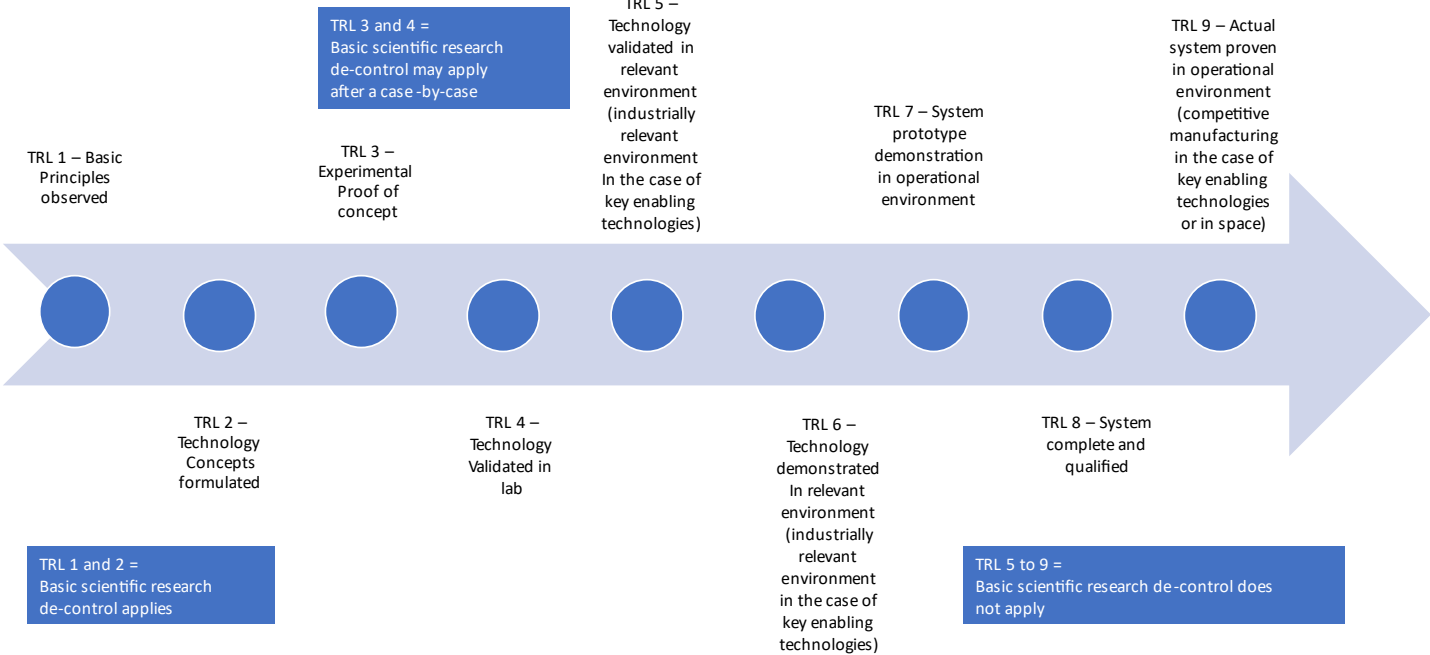 TRL 1 – Basic
Principles
observed
TRL 2 –
Technology
Concepts
formulated
TRL 1 and 2 =
Basic scientific research
de-control applies
TRL 3 and 4 =
Basic scientific research
de-control may apply
after a case -by-case
TRL 3 –
Experimental
Proof of
concept
TRL 4 –
Technology
Validated in
lab
TRL 5 –
Technology
validated in
relevant
environment
(industrially
relevant
environment
In the case of
key enabling
technologies)
TRL 6 –
Technology
demonstrated
In relevant
environment
(industrially
relevant
environment
in the case of
key enabling
technologies)
TRL 7 – System
prototype
demonstration
in operational
environment
TRL 8 – System
complete and
qualified
TRL 9 – Actual
system proven
in operational
environment
(competitive
manufacturing
in the case of
key enabling
technologies
or in space)
TRL 5 to 9 =
Basic scientific research de-control does
not apply